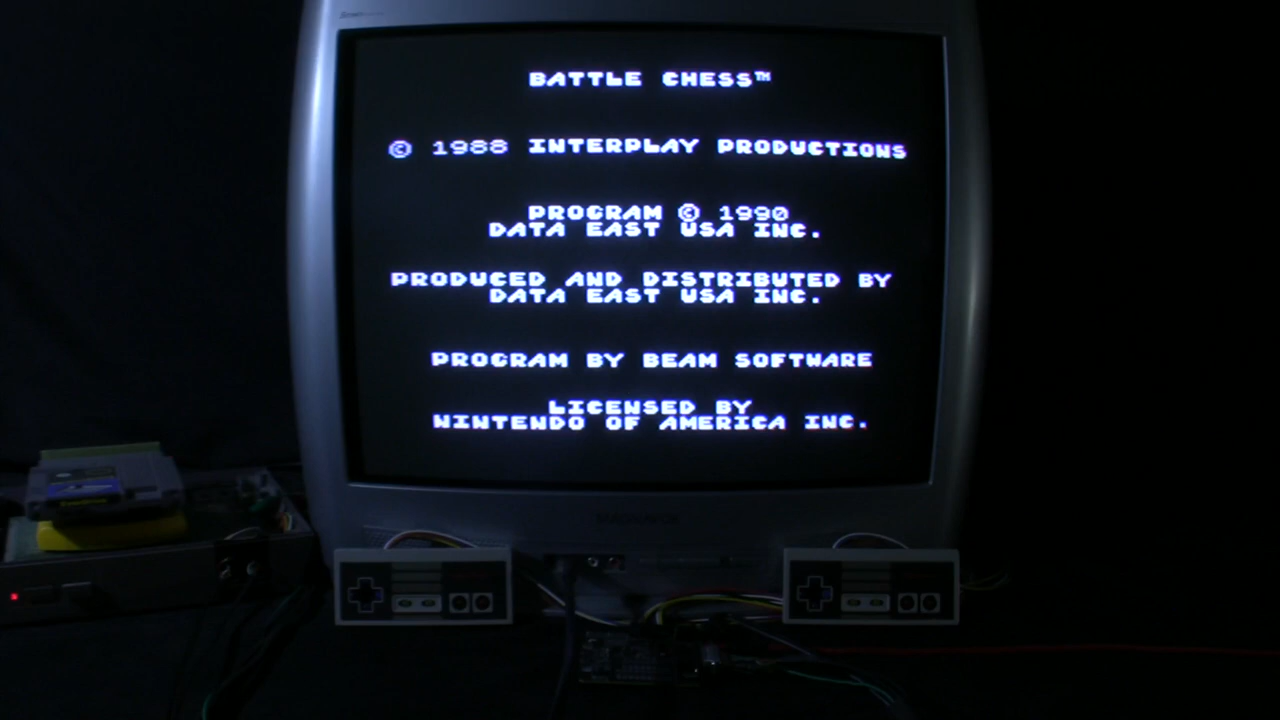 BATTLE CHESS™
© 1988 INTERPLAY PRODUCTIONS
PROGRAM © 1990
DATA EAST USA INC.
PRODUCED AND DISTRIBUTED BY
DATA EAST USA INC.
PROGRAM BY BEAM SOFTWARE
LICENSED BY
NINTENDO OF AMERICA INC.